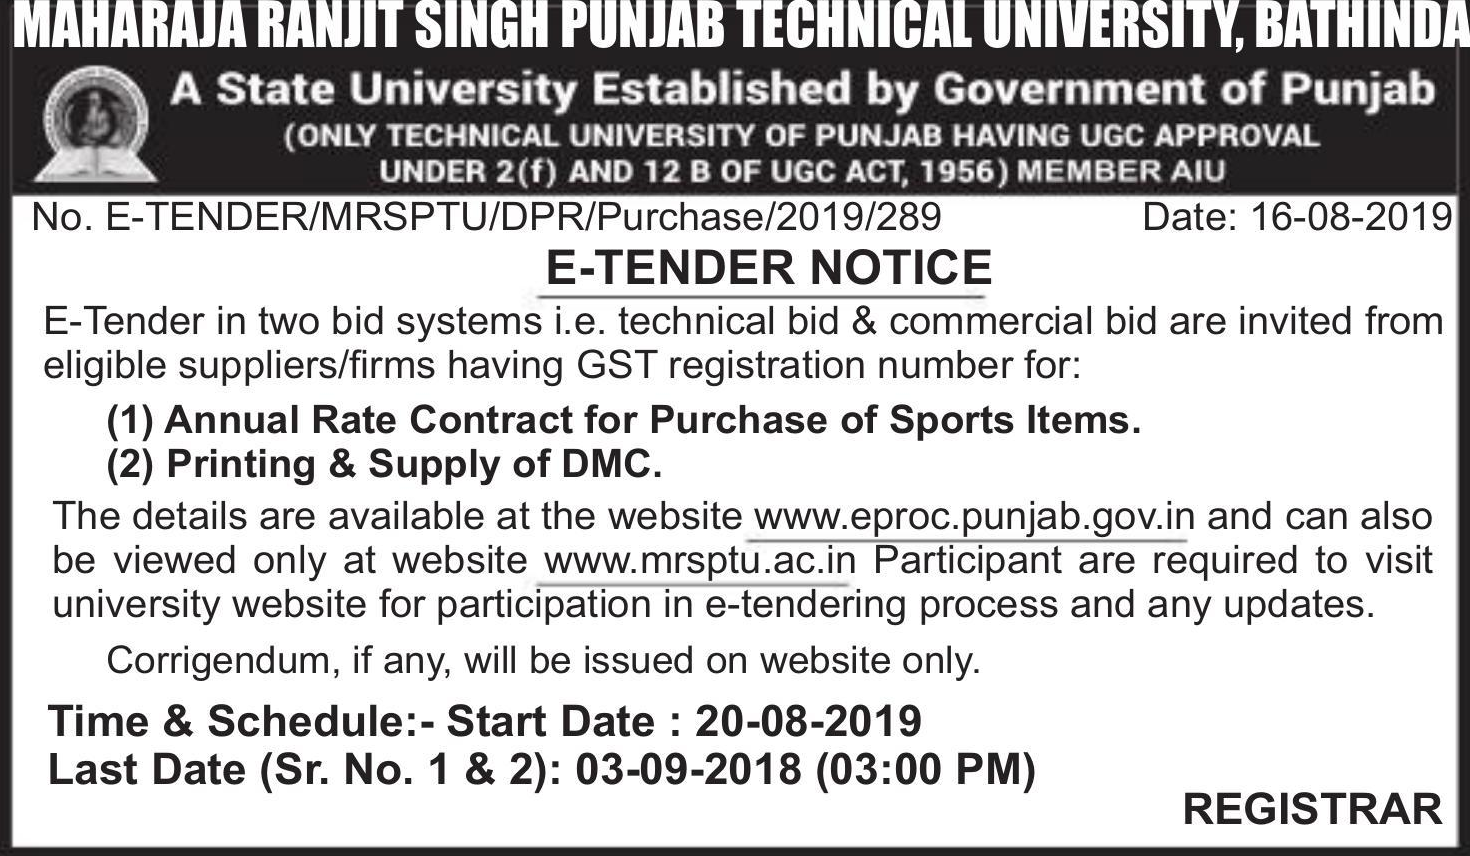 MAHARAJA RANJIT SINGH PUNJAB TECHNICAL UNIVERSITY, BATHINDA
A State University Established by Government of Punjab
(ONLY TECHNICAL UNIVERSITY OF PUNJAB HAVING UGC APPROVAL
UNDER 2(f) AND 12 B OF UGC ACT, 1956) MEMBER AIU
No. E-TENDER/MRSPTU/DPR/Purchase/2019/289 Date: 16-08-2019
E-TENDER NOTICE
E-Tender in two bid systems i.e. technical bid & commercial bid are invited from
eligible suppliers/firms having GST registration number for:
(1) Annual Rate Contract for Purchase of Sports Items.
(2) Printing & Supply of DMC.
The details are available at the website www.eproc.punjab.gov.in and can also
be viewed only at website www.mrsptu.ac.in Participant are required to visit
university website for participation in e-tendering process and any updates.
Corrigendum, if any, will be issued on website only.
Time & Schedule:- Start Date : 20-08-2019
Last Date (Sr. No. 1 & 2): 03-09-2018 (03:00 PM)
REGISTRAR